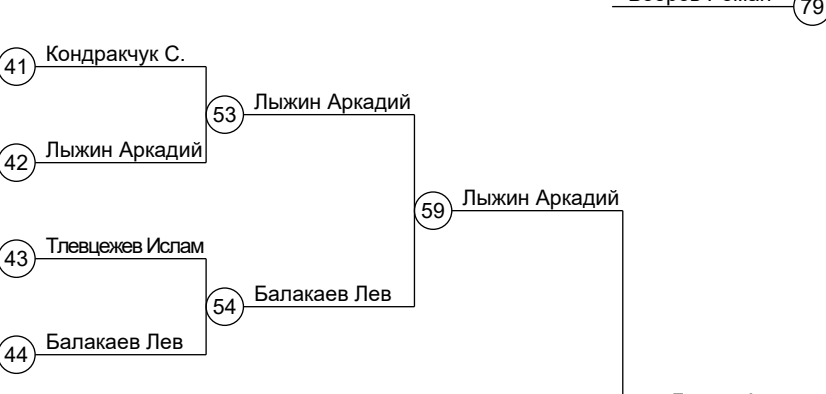 79
41 Кондракчук С.
53 Лыжин Аркадий
42 Лыжин Аркадий
59 Лыжин Аркадий
43 Тлевцежев Ислам
54 Балакаев Лев
44 Балакаев Лев